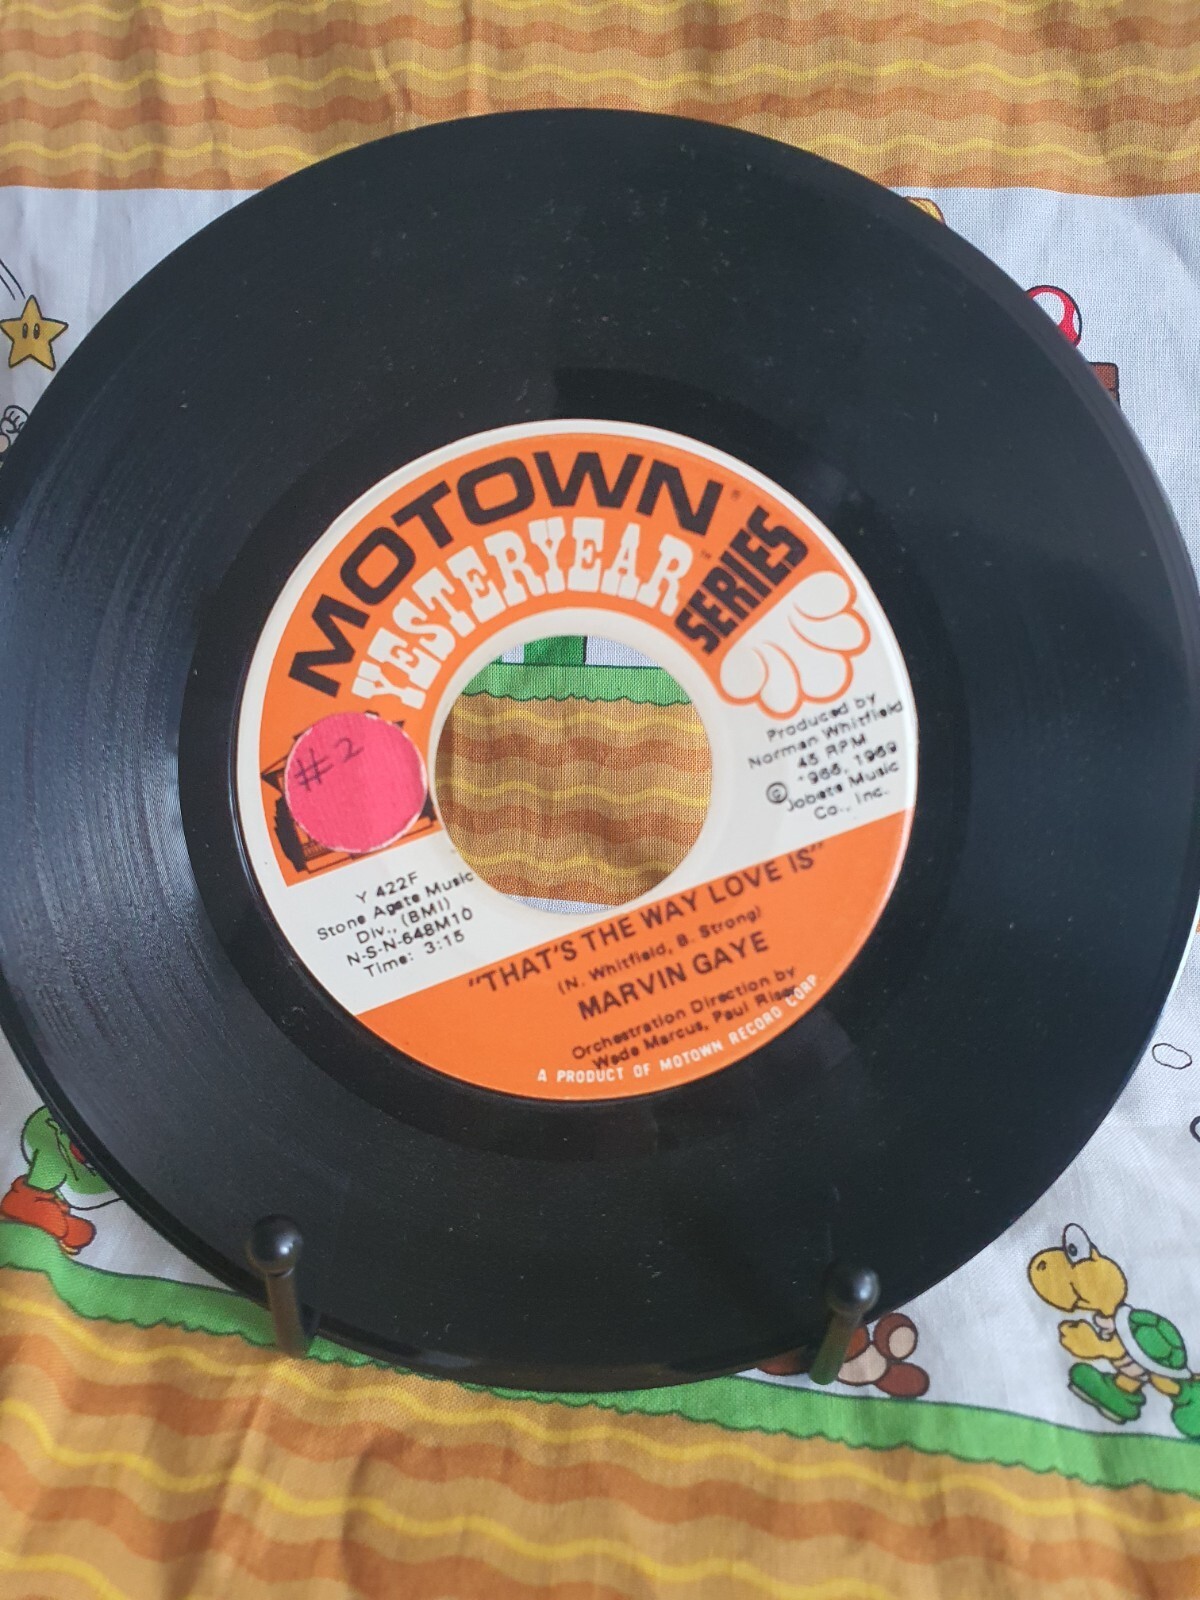 MOTOWN®
YESTERYEAR™
SERIES
#2
Produced by
Norman Whitfield
45 RPM
© 1966, 1969
Jobete Music
Co., Inc.
Y 422F
Stone Agate Music
Div., (BMI)
N-S-N-648M10
Time: 3:15
"THAT'S THE WAY LOVE IS"
(N. Whitfield, B. Strong)
MARVIN GAYE
Orchestration Direction by
Wade Marcus, Paul Riser
A PRODUCT OF MOTOWN RECORD CORP